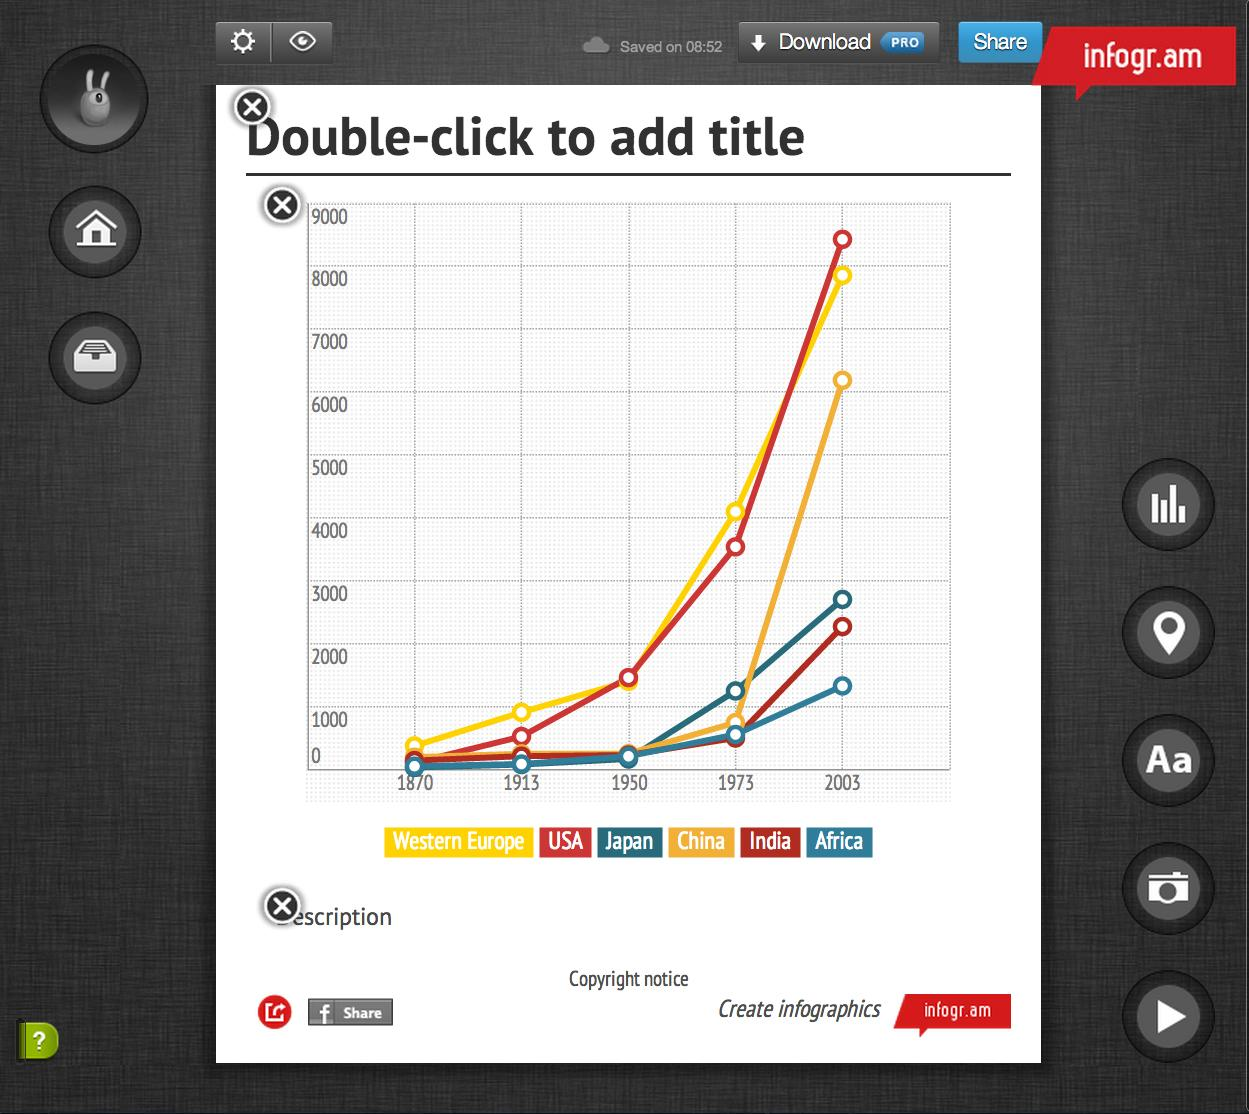 Saved on 08:52
Download PRO
Share
infogr.am
Double-click to add title
9000
8000
7000
6000
5000
4000
3000
2000
1000
0
1870 1913 1950 1973 2003
Western Europe USA Japan China India Africa
escription
Copyright notice
f Share
Create infographics infogr.am
Aa
?